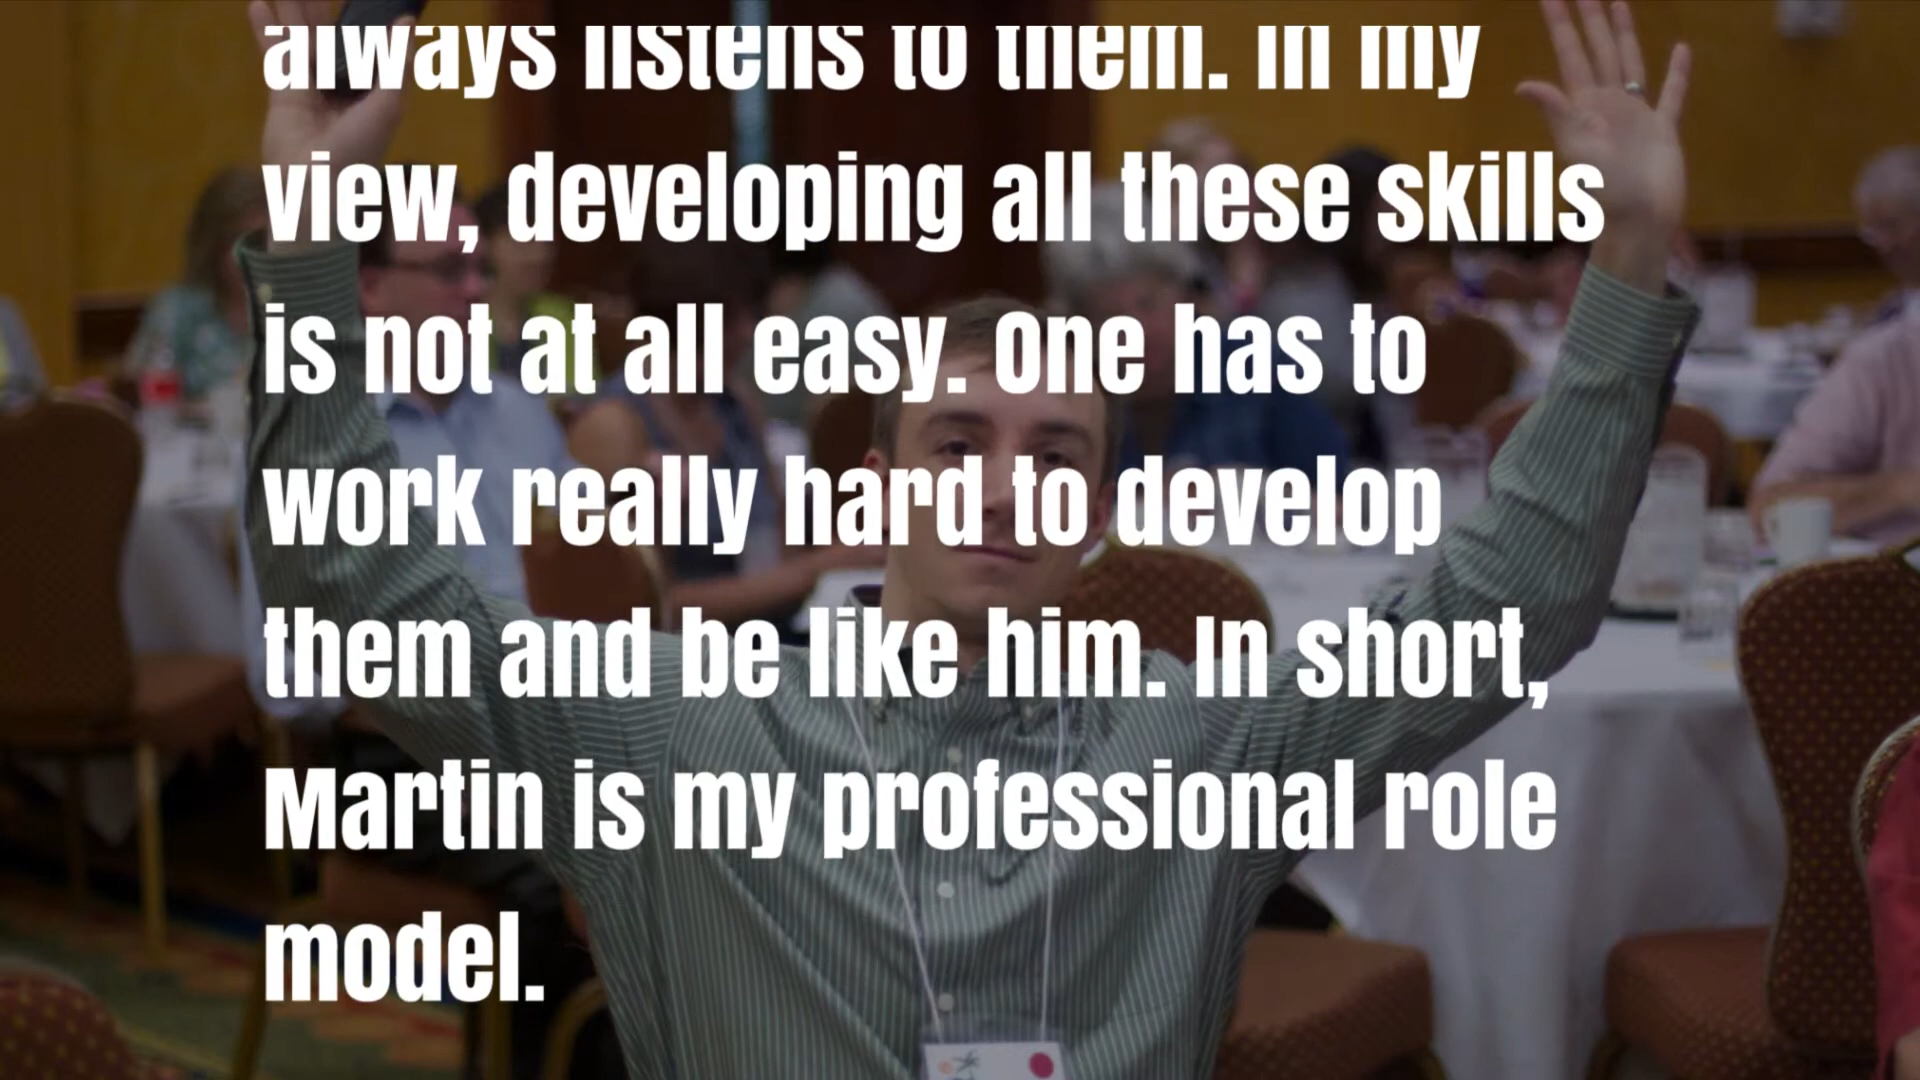 always listens to them. In my
view, developing all these skills
is not at all easy. One has to
work really hard to develop
them and be like him. In short,
Martin is my professional role
model.